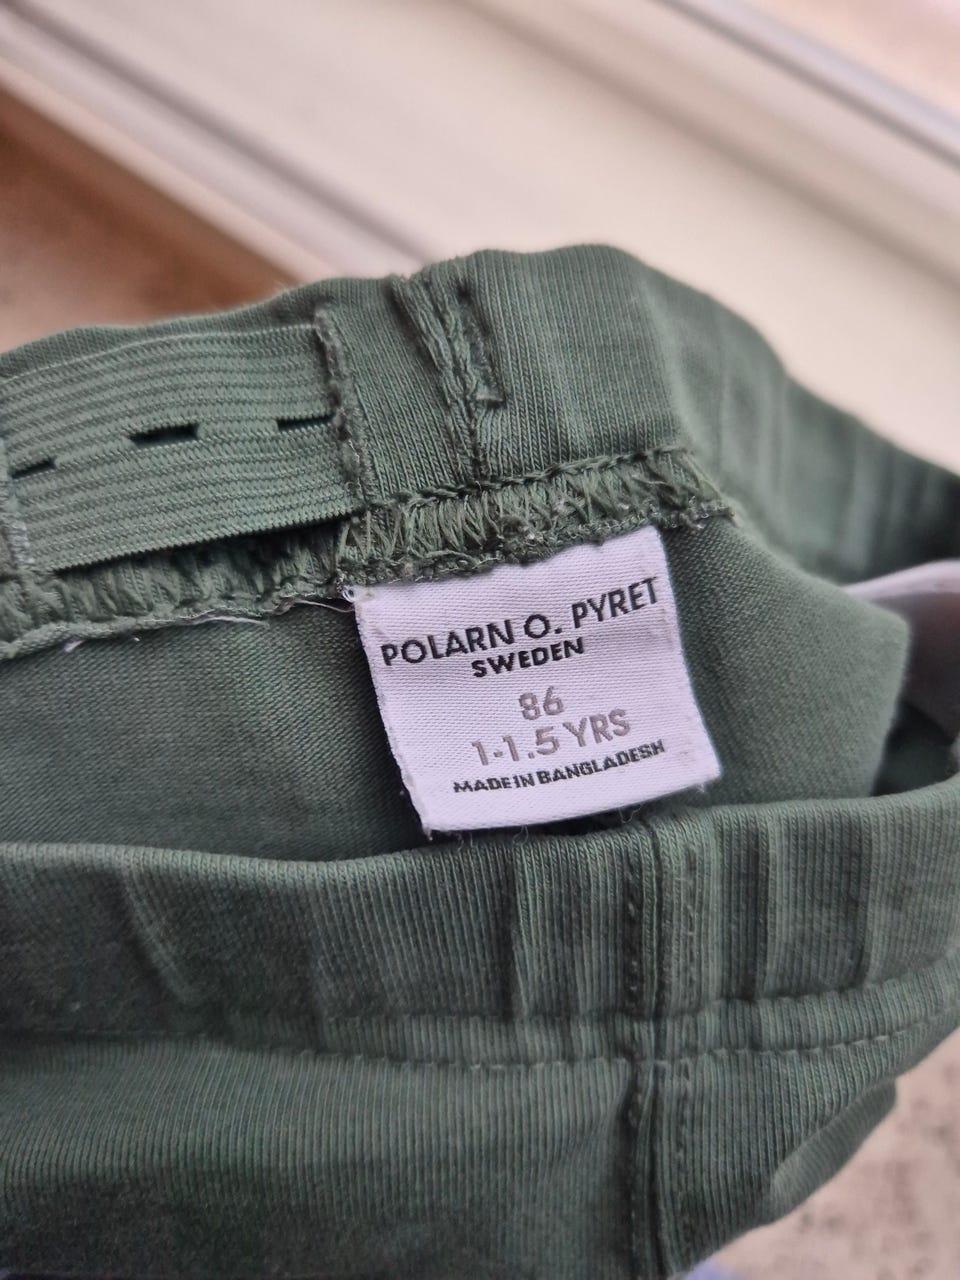 POLARN O. PYRET
SWEDEN
86
1-1.5 YRS
MADE IN BANGLADESH